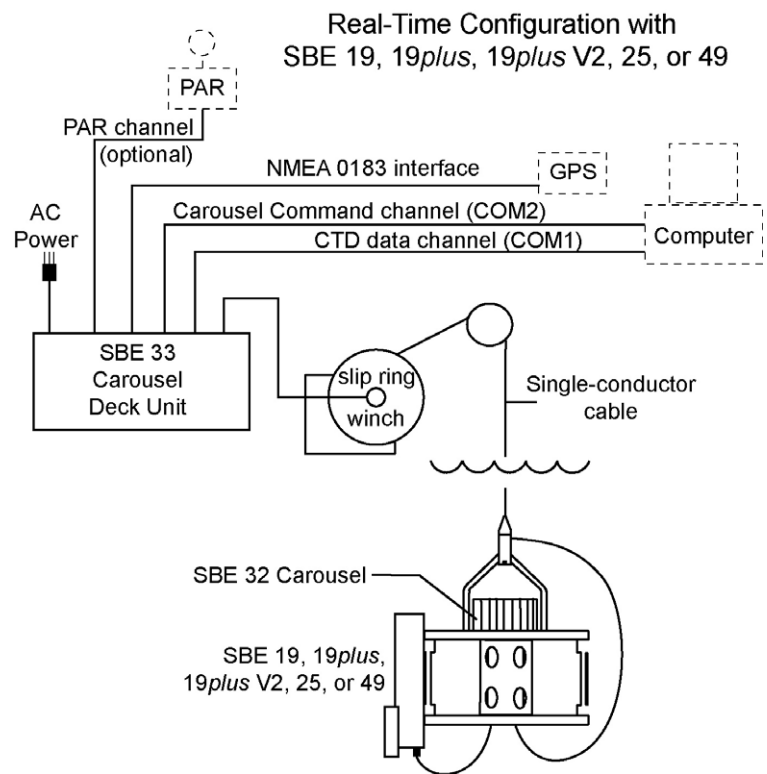 Real-Time Configuration with
SBE 19, 19plus, 19plus V2, 25, or 49
PAR
PAR channel
(optional)
NMEA 0183 interface
GPS
AC
Power
Carousel Command channel (COM2)
CTD data channel (COM1)
Computer
SBE 33
Carousel
Deck Unit
slip ring
winch
Single-conductor
cable
SBE 32 Carousel
SBE 19, 19plus,
19plus V2, 25, or 49